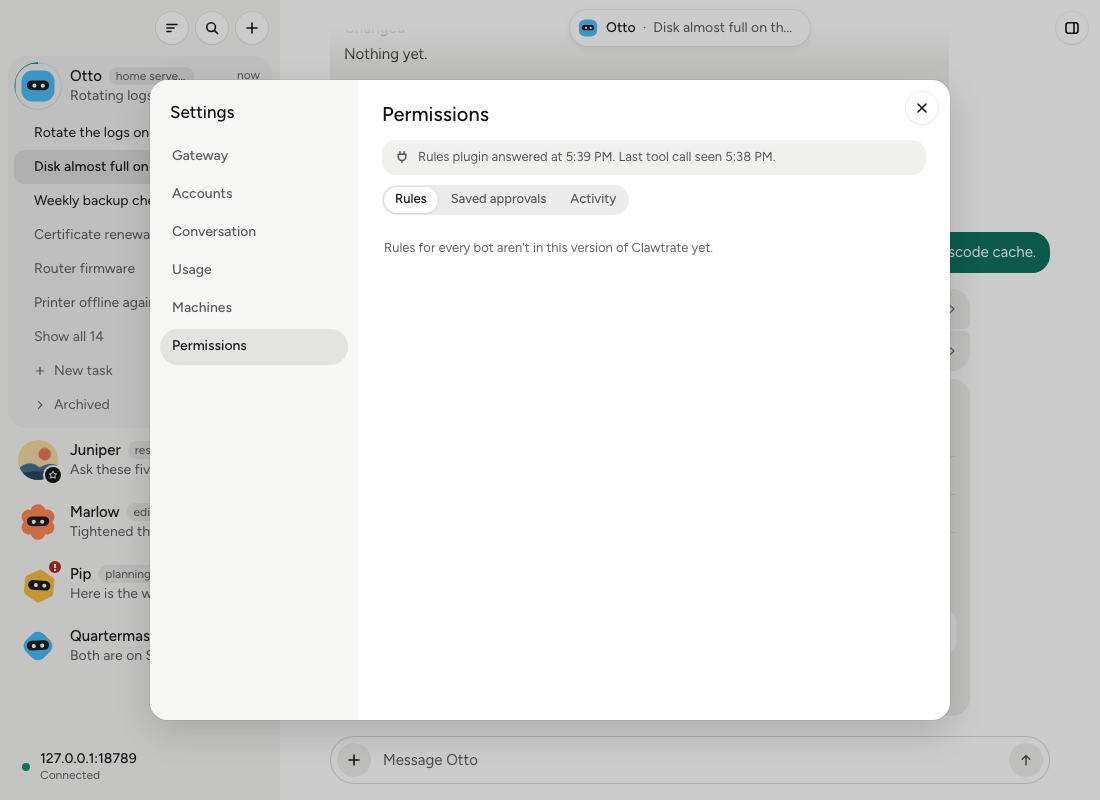 Otto · Disk almost full on th...
Changed
Nothing yet.
Otto home serve... now
Rotating logs
Rotate the logs on
Disk almost full on
Weekly backup che
Certificate renewa
Router firmware
Printer offline again
Show all 14
New task
Archived
Juniper res
Ask these five
Marlow edi
Tightened th
Pip planning
Here is the w
Quartermas
Both are on S
127.0.0.1:18789
Connected
Settings
Gateway
Accounts
Conversation
Usage
Machines
Permissions
Permissions
Rules plugin answered at 5:39 PM. Last tool call seen 5:38 PM.
Rules Saved approvals Activity
Rules for every bot aren't in this version of Clawtrate yet.
scode cache.
Message Otto